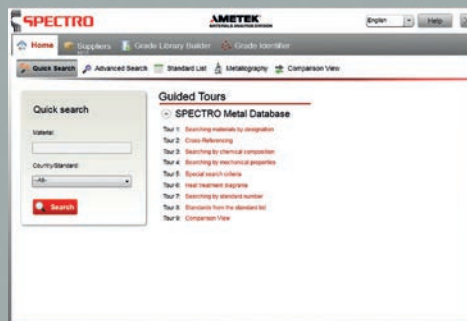 SPECTRO
AMETEK
MATERIALS ANALYSIS DIVISION
English
Help
Home
Suppliers
Grade Library Builder
Grade Identifier
Quick Search
Advanced Search
Standard List
Metallography
Comparison View
Quick search
Material:
Country/Standard:
--All--
Search
Guided Tours
SPECTRO Metal Database
Tour 1: Searching materials by designation
Tour 2: Cross-Referencing
Tour 3: Searching by chemical composition
Tour 4: Searching by mechanical properties
Tour 5: Special search criteria
Tour 6: Heat treatment diagrams
Tour 7: Searching by standard number
Tour 8: Standards from the standard list
Tour 9: Comparison View